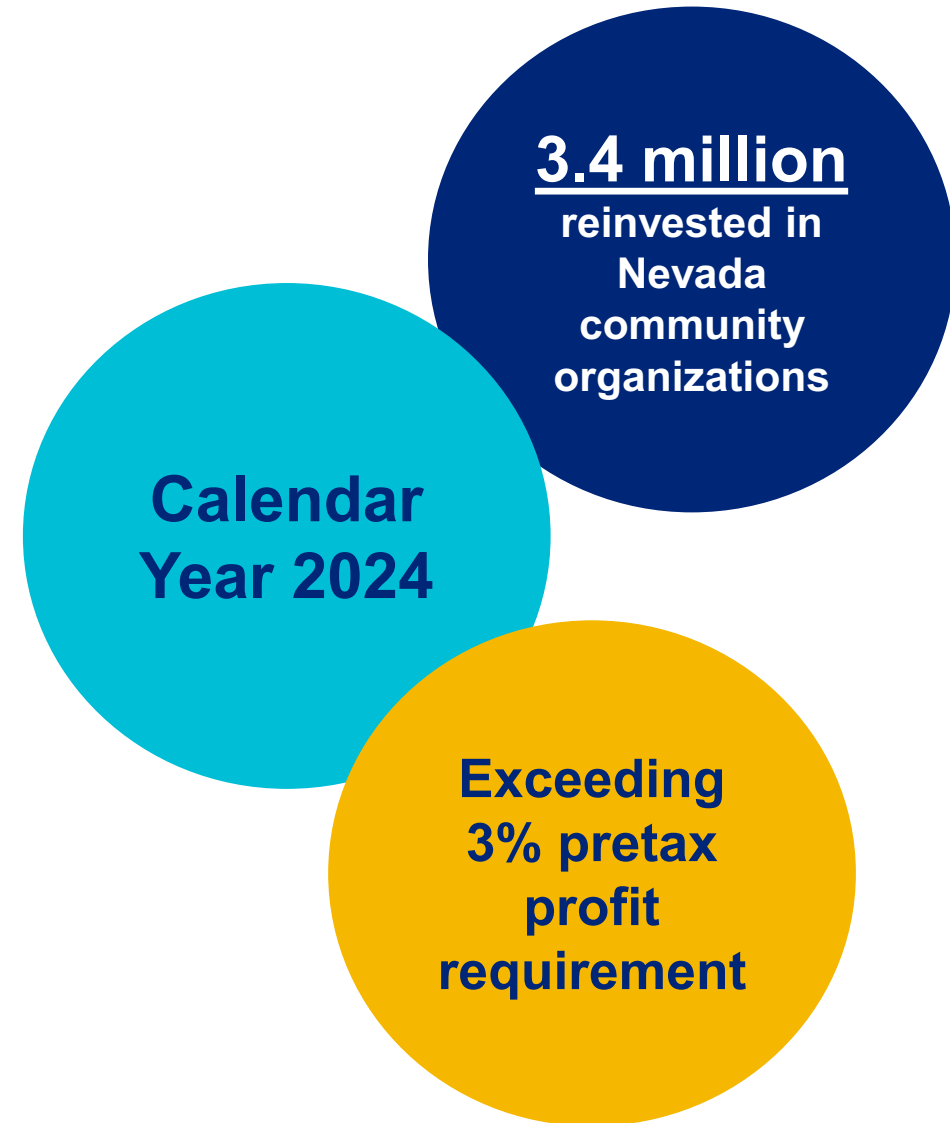 3.4 million
reinvested in
Nevada
community
organizations
Calendar
Year 2024
Exceeding
3% pretax
profit
requirement